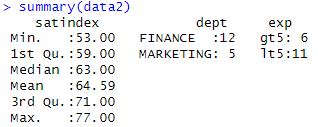 > summary(data2)
satindex dept exp
Min. :53.00 FINANCE :12 gt5: 6
1st Qu.:59.00 MARKETING: 5 lt5:11
Median :63.00
Mean :64.59
3rd Qu.:71.00
Max. :77.00